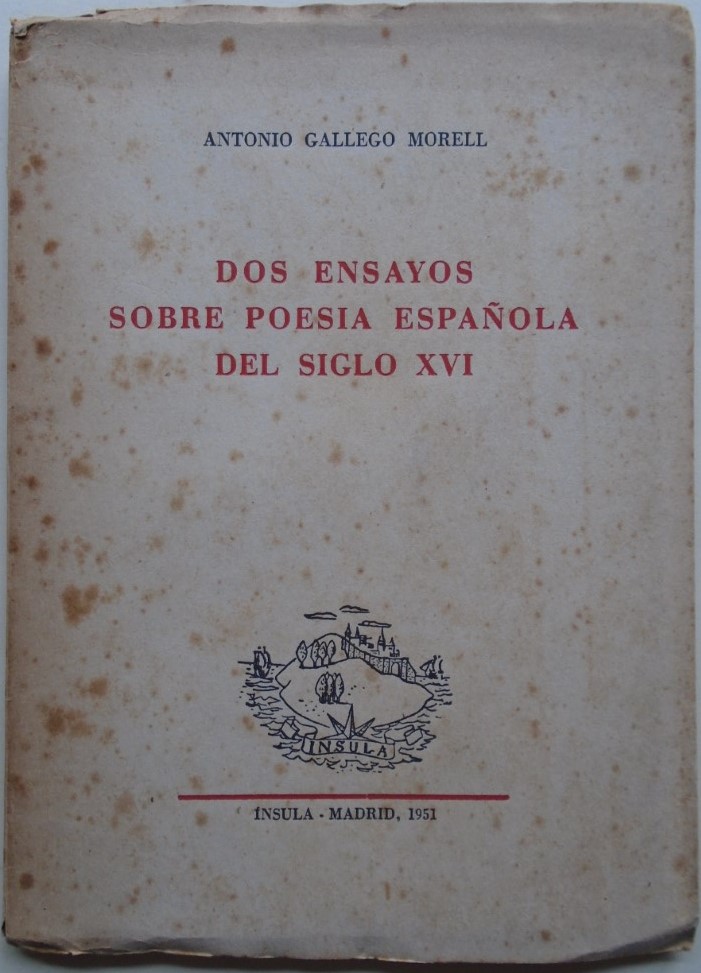 ANTONIO GALLEGO MORELL
DOS ENSAYOS
SOBRE POESIA ESPAÑOLA
DEL SIGLO XVI
INSULA
ÍNSULA - MADRID, 1951